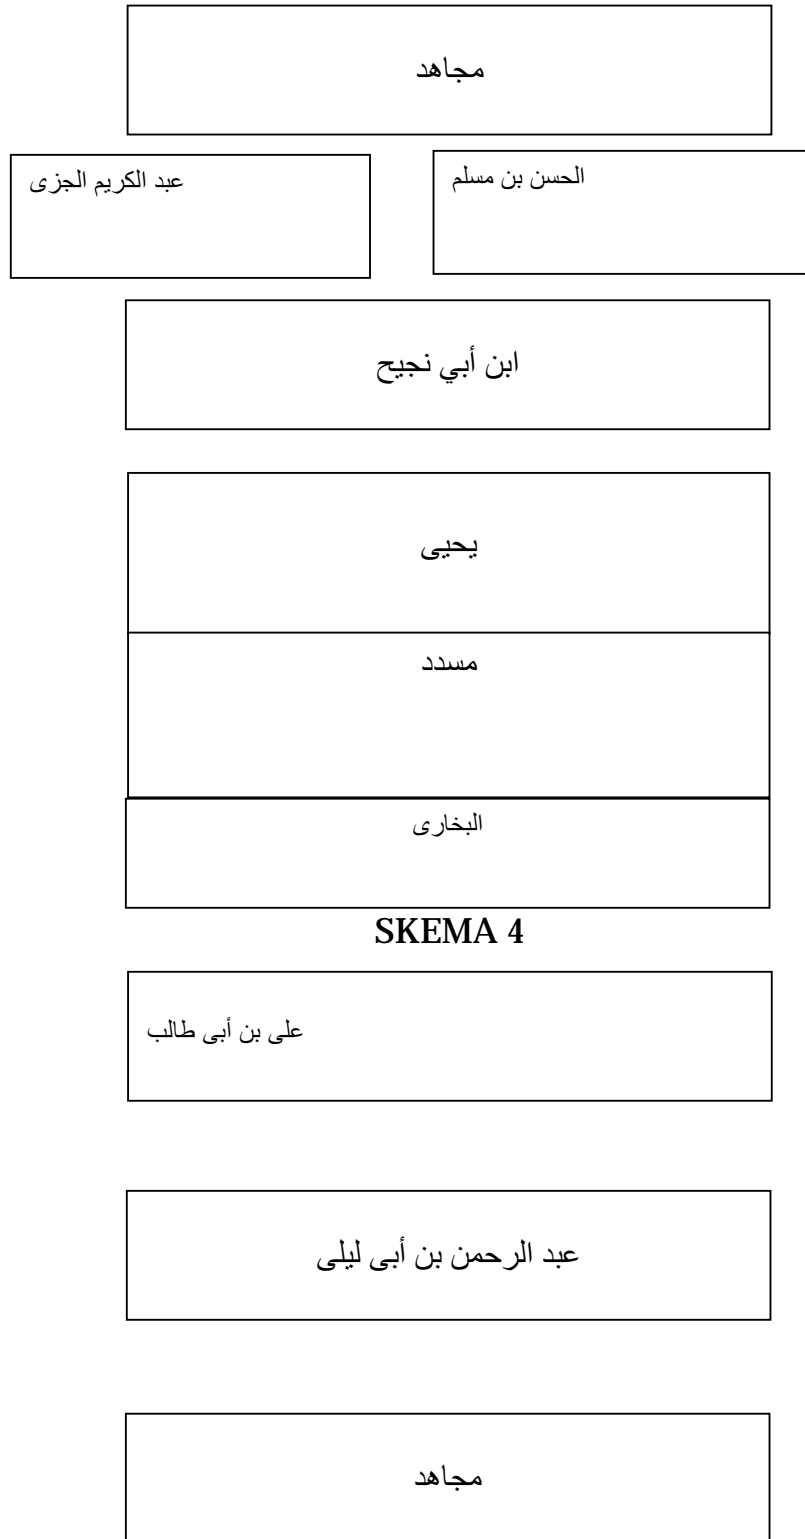 مجاهد
الحسن بن مسلم
عبد الكريم الجزى
ابن أبي نجيح
يحيى
مسدد
البخارى
SKEMA 4
على بن أبى طالب
عبد الرحمن بن أبى ليلى
مجاهد